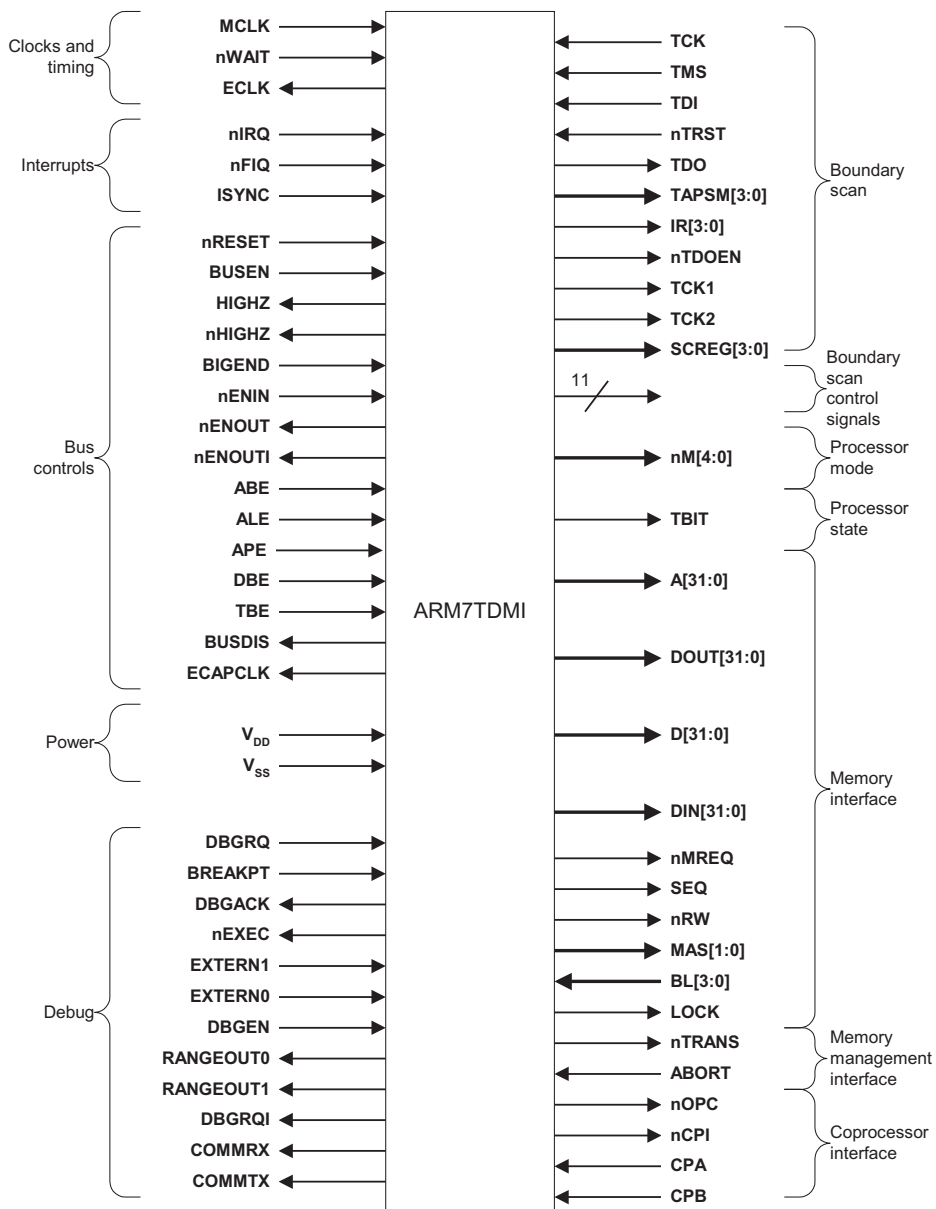 Clocks and
timing
MCLK
nWAIT
ECLK
Interrupts
nIRQ
nFIQ
ISYNC
Bus
controls
nRESET
BUSEN
HIGHZ
nHIGHZ
BIGEND
nENIN
nENOUT
nENOUTI
ABE
ALE
APE
DBE
TBE
BUSDIS
ECAPCLK
Power
VDD
VSS
Debug
DBGRQ
BREAKPT
DBGACK
nEXEC
EXTERN1
EXTERN0
DBGEN
RANGEOUT0
RANGEOUT1
DBGRQI
COMMRX
COMMTX
ARM7TDMI
TCK
TMS
TDI
nTRST
TDO
TAPSM[3:0]
IR[3:0]
nTDOEN
TCK1
TCK2
SCREG[3:0]
Boundary
scan
11
Boundary
scan
control
signals
nM[4:0]
Processor
mode
TBIT
Processor
state
A[31:0]
DOUT[31:0]
D[31:0]
DIN[31:0]
nMREQ
SEQ
nRW
MAS[1:0]
BL[3:0]
LOCK
Memory
interface
nTRANS
ABORT
Memory
management
interface
nOPC
nCPI
CPA
CPB
Coprocessor
interface